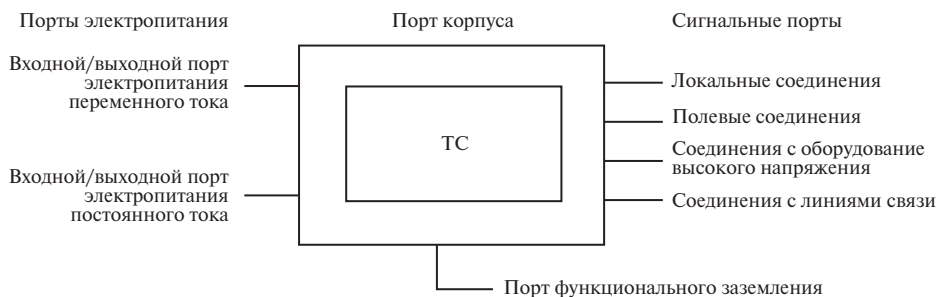 Порты электропитания
Порт корпуса
Сигнальные порты
Входной/выходной порт
электропитания
переменного тока
Входной/выходной порт
электропитания
постоянного тока
ТС
Локальные соединения
Полевые соединения
Соединения с оборудование
высокого напряжения
Соединения с линиями связи
Порт функционального заземления